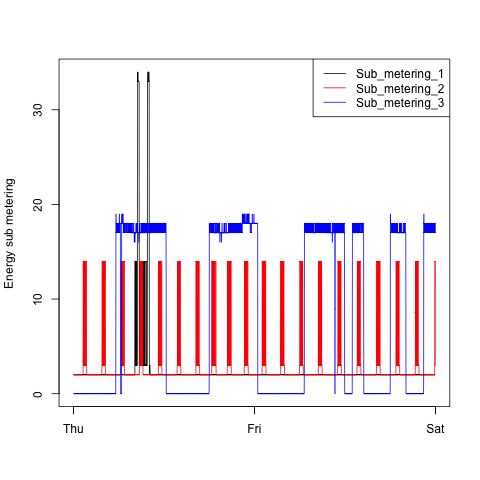 Sub_metering_1
Sub_metering_2
Sub_metering_3
Energy sub metering
30
20
10
0
Thu Fri Sat